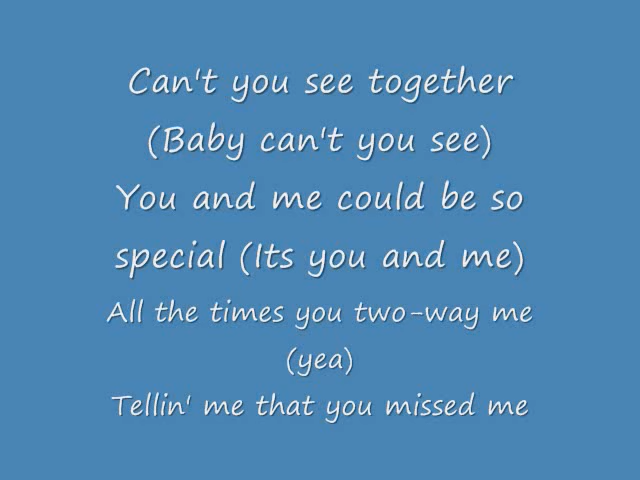 Can't you see together
(Baby can't you see)
You and me could be so
special (Its you and me)
All the times you two-way me
(yea)
Tellin' me that you missed me